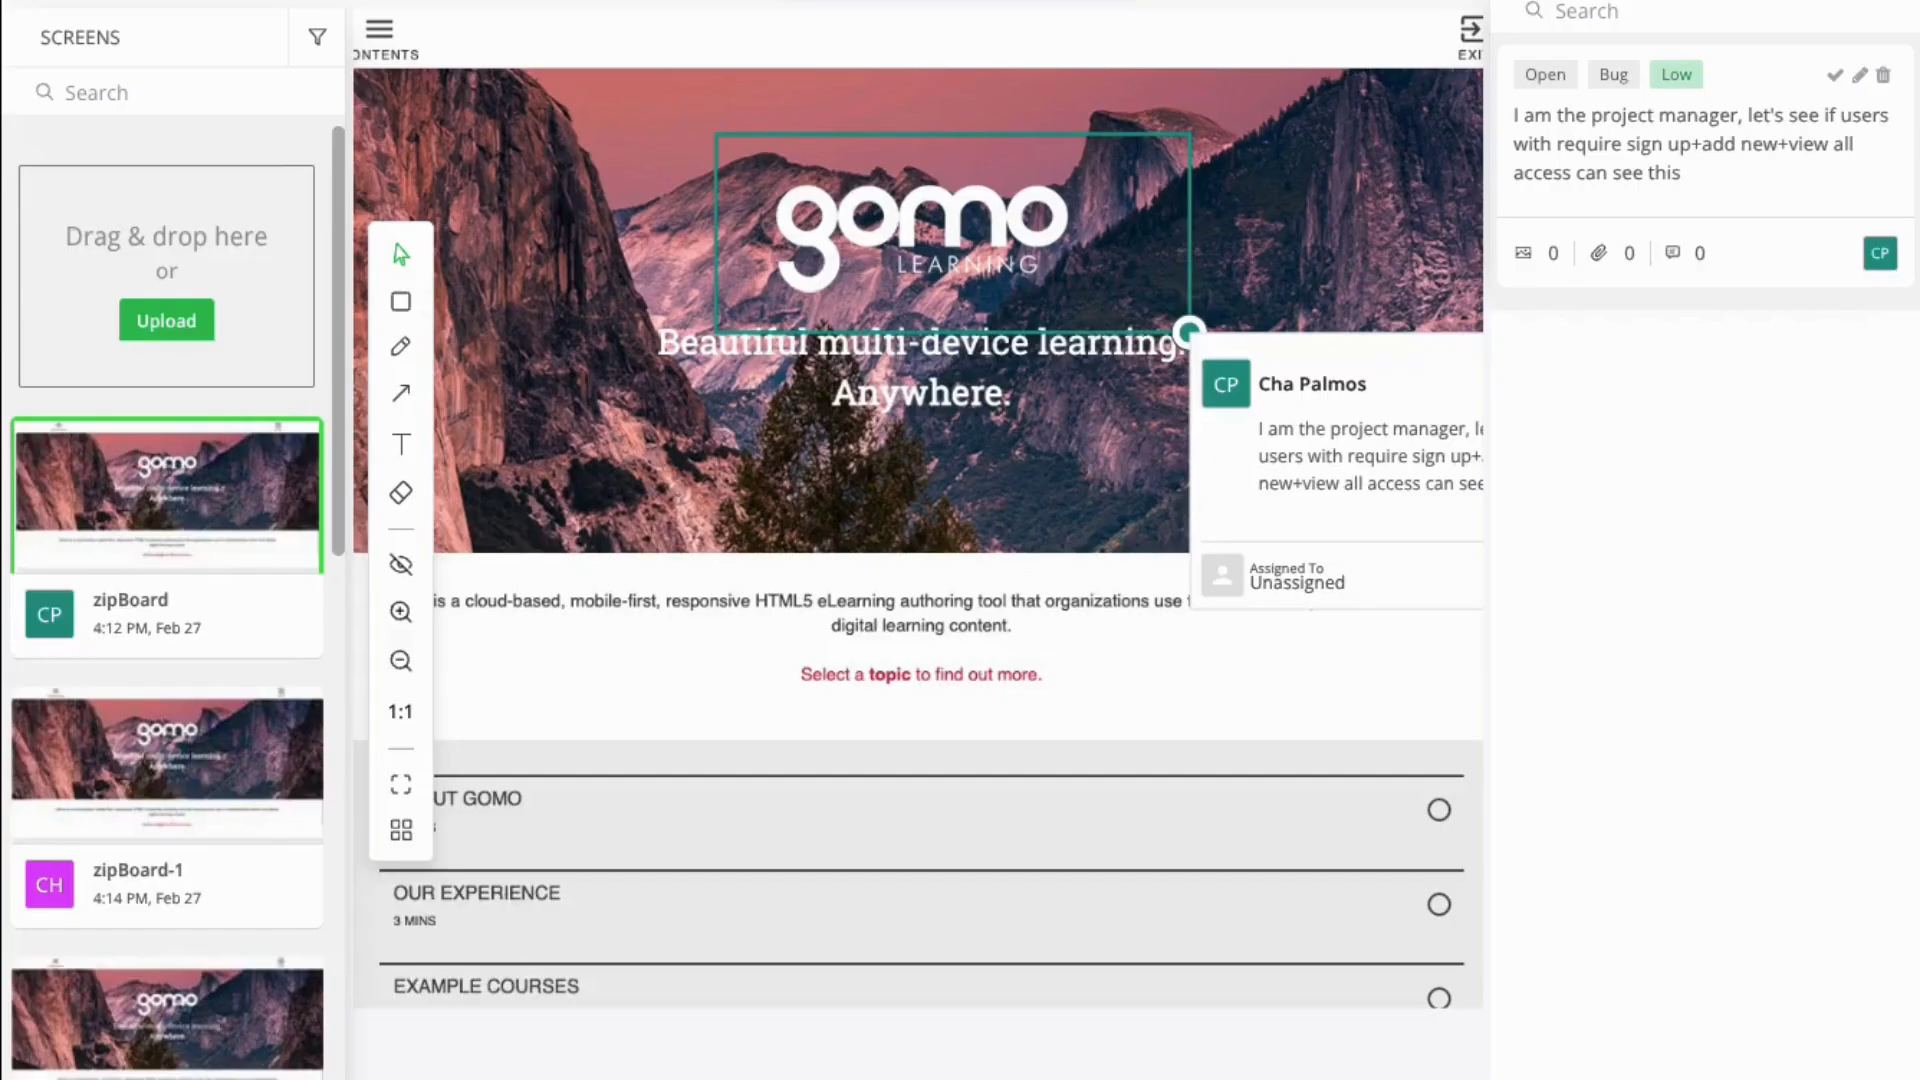 SCREENS
Search
Drag & drop here
or
Upload
CP
zipBoard
4:12 PM, Feb 27
CH
zipBoard-1
4:14 PM, Feb 27
gomo
ONTENTS
EXI
gomo
LEARNING
Beautiful multi-device learning.
Anywhere.
CP
Cha Palmos
I am the project manager, le
users with require sign up+
new+view all access can see
Assigned To
Unassigned
is a cloud-based, mobile-first, responsive HTML5 eLearning authoring tool that organizations use
digital learning content.
Select a topic to find out more.
1:1
UT GOMO
OUR EXPERIENCE
3 MINS
EXAMPLE COURSES
Search
Open Bug Low
I am the project manager, let's see if users
with require sign up+add new+view all
access can see this
0 0 0
CP